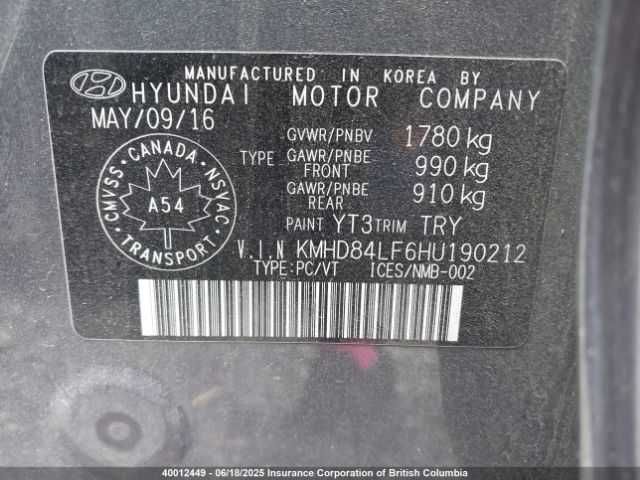 MANUFACTURED IN KOREA BY
HYUNDAI MOTOR COMPANY
MAY/09/16
GVWR/PNBV 1780 kg
TYPE GAWR/PNBE FRONT 990 kg
GAWR/PNBE REAR 910 kg
CMVSS · CANADA · NSVAC
A54
TRANSPORT
PAINT YT3 TRIM TRY
V.I.N KMHD84LF6HU190212
TYPE:PC/VT ICES/NMB-002
40012449 - 06/18/2025 Insurance Corporation of British Columbia